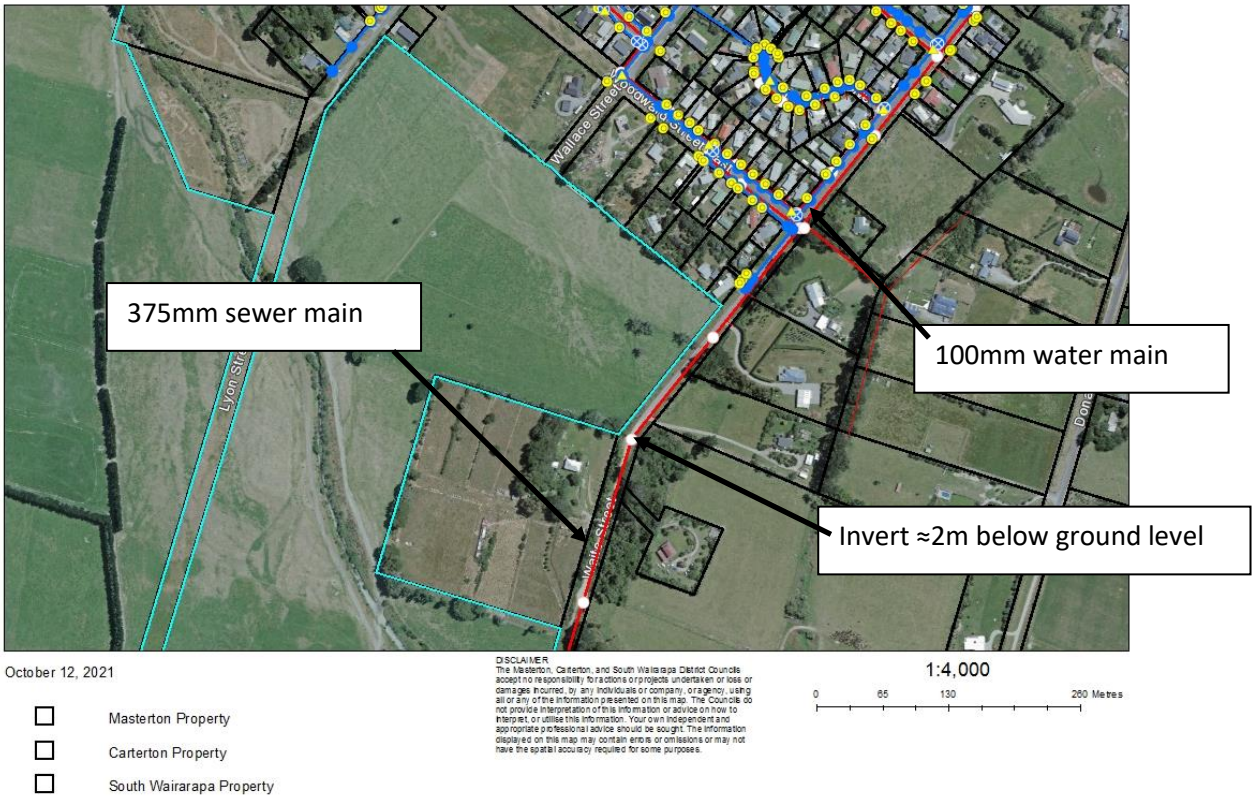 Wallace Street
375mm sewer main
100mm water main
Lyon Stre
Dona
Invert ≈2m below ground level
Waite Street
October 12, 2021
Masterton Property
Carterton Property
South Wairarapa Property
DISCLAIMER
The Masterton, Carterton, and South Wairarapa District Councils
accept no responsibility for actions or projects undertaken or loss or
damages incurred, by any individuals or company, or agency, using
all or any of the information presented on this map. The Councils do
not provide interpretation of this information or advice on how to
interpret, or utilise this information. Your own independent and
appropriate professional advice should be sought. The information
displayed on this map may contain errors or omissions or may not
have the spatial accuracy required for some purposes.
1:4,000
0 65 130 260 Metres